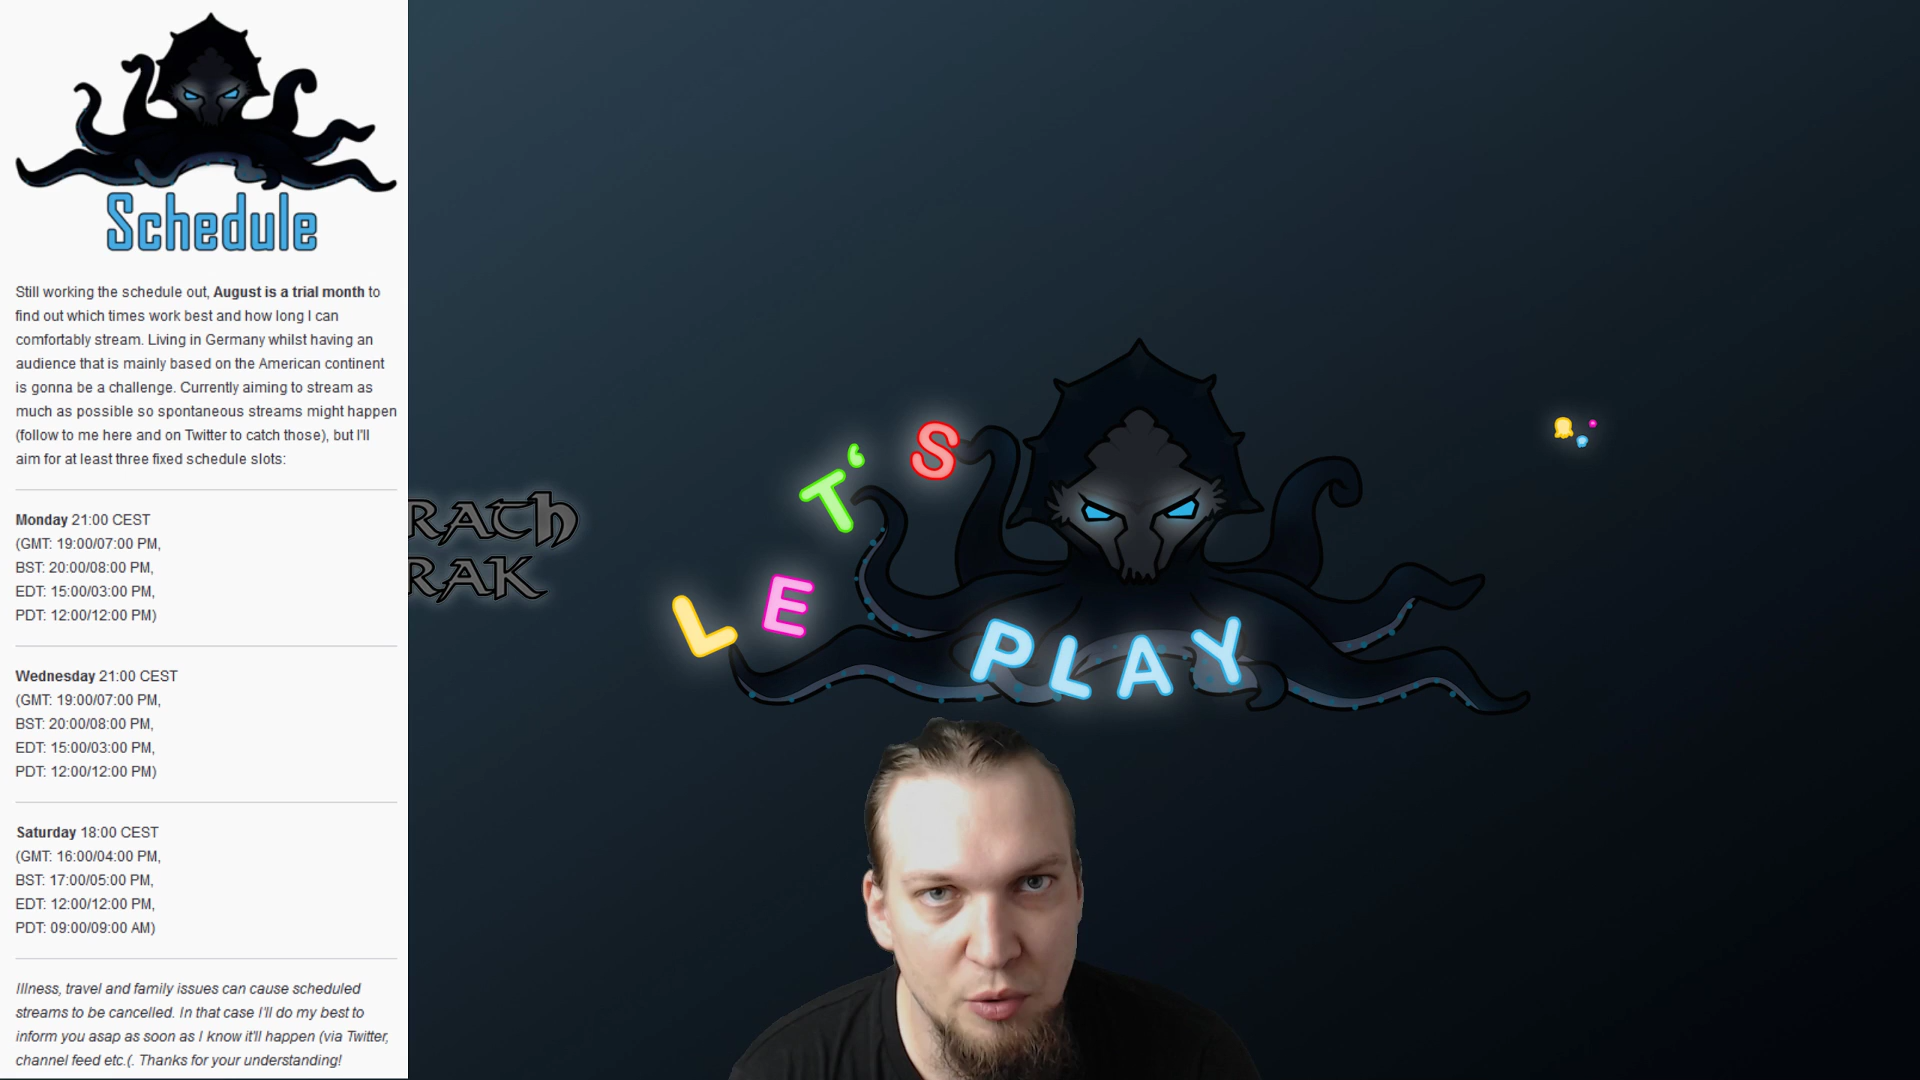 Schedule
Still working the schedule out, August is a trial month to
find out which times work best and how long I can
comfortably stream. Living in Germany whilst having an
audience that is mainly based on the American continent
is gonna be a challenge. Currently aiming to stream as
much as possible so spontaneous streams might happen
(follow to me here and on Twitter to catch those), but I'll
aim for at least three fixed schedule slots:
Monday 21:00 CEST
(GMT: 19:00/07:00 PM,
BST: 20:00/08:00 PM,
EDT: 15:00/03:00 PM,
PDT: 12:00/12:00 PM)
Wednesday 21:00 CEST
(GMT: 19:00/07:00 PM,
BST: 20:00/08:00 PM,
EDT: 15:00/03:00 PM,
PDT: 12:00/12:00 PM)
Saturday 18:00 CEST
(GMT: 16:00/04:00 PM,
BST: 17:00/05:00 PM,
EDT: 12:00/12:00 PM,
PDT: 09:00/09:00 AM)
Illness, travel and family issues can cause scheduled
streams to be cancelled. In that case I'll do my best to
inform you asap as soon as I know it'll happen (via Twitter,
channel feed etc.(. Thanks for your understanding!
RATH
RAK
LET'S
PLAY